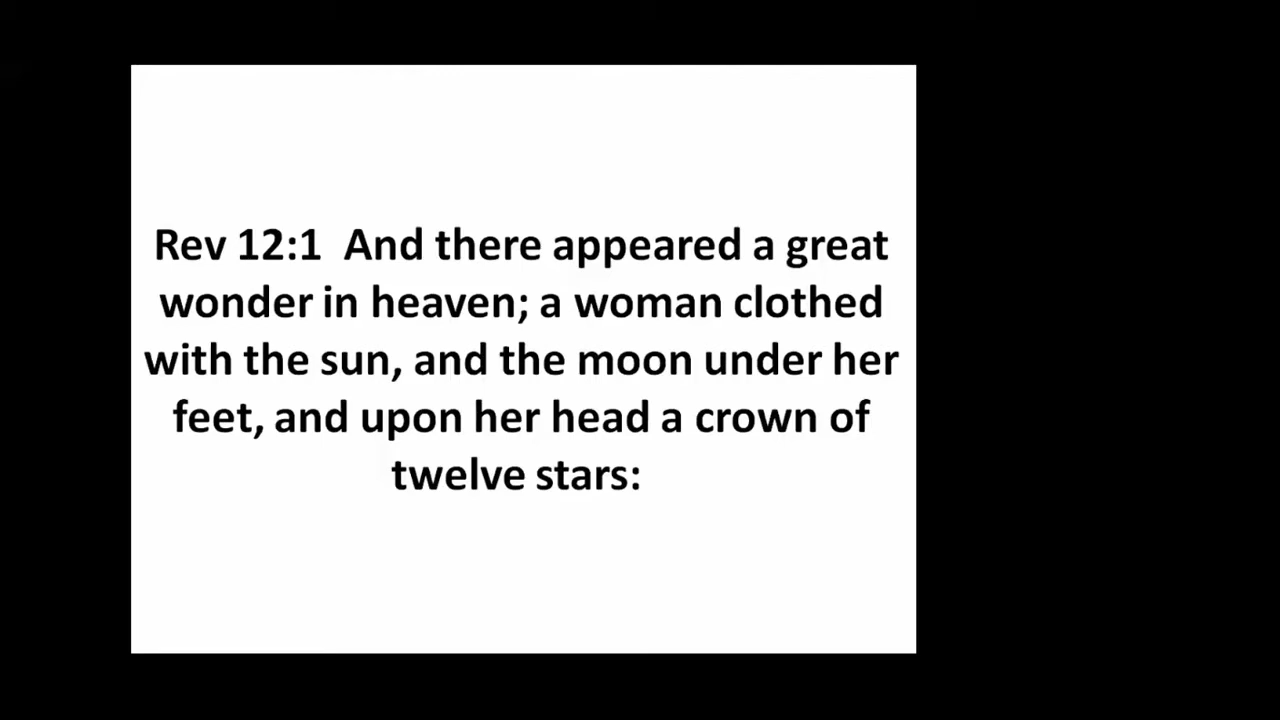 Rev 12:1  And there appeared a great
wonder in heaven; a woman clothed
with the sun, and the moon under her
feet, and upon her head a crown of
twelve stars: